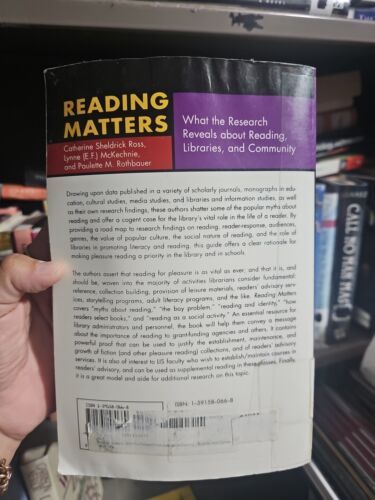 READING
MATTERS
Catherine Sheldrick Ross,
Lynne (E.F.) McKechnie,
and Paulette M. Rothbauer
What the Research
Reveals about Reading,
Libraries, and Community
Drawing upon data published in a variety of scholarly journals, monographs in edu-
cation, cultural studies, media studies, and libraries and information studies, as well
as their own research findings, these authors shatter some of the popular myths about
reading and offer a cogent case for the library's vital role in the life of a reader. By
providing a road map to research findings on reading, reader-response, audiences,
genres, the value of popular culture, the social nature of reading, and the role of
libraries in promoting literacy and reading, this guide offers a clear rationale for
making pleasure reading a priority in the library and in schools.
The authors assert that reading for pleasure is as vital as ever; and that it is, and
should be, woven into the majority of activities librarians consider fundamental:
reference, collection building, provision of leisure materials, readers' advisory serv-
ices, storytelling programs, adult literacy programs, and the like. Reading Matters
covers "myths about reading," "the boy problem," "reading and identity," "how
readers select books," and "reading as a social activity." An essential resource for
library administrators and personnel, the book will help them convey a message
about the importance of reading to grant-funding agencies and others. It contains
powerful proof that can be used to justify the establishment, maintenance, and
growth of fiction (and other pleasure reading) collections, and of readers' advisory
services. It is also of interest to LIS faculty who wish to establish/maintain courses in
readers' advisory, and can be used as supplemental reading in these classes. Finally,
it is a great model and aide for additional research on this topic.
ISBN: 1-59158-066-8
ISBN 1-59158-066-8
CALL